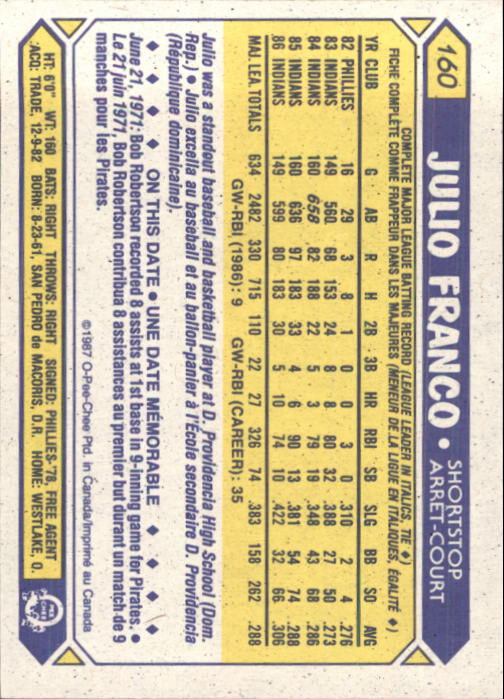 160
JULIO FRANCO • SHORTSTOP
ARRET-COURT
COMPLETE MAJOR LEAGUE BATTING RECORD (LEAGUE LEADER IN ITALICS, TIE ♦)
FICHE COMPLÈTE COMME FRAPPEUR DANS LES MAJEURES (MENEUR DE LA LIGUE EN ITALIQUES, ÉGALITÉ ♦)
YR CLUB G AB R H 2B 3B HR RBI SB SLG BB SO AVG
82 PHILLIES 16 29 3 8 1 0 0 3 0 .310 2 4 .276
83 INDIANS 149 560 68 153 24 8 8 80 32 .388 27 50 .273
84 INDIANS 160 658 82 188 22 5 3 79 19 .348 43 68 .286
85 INDIANS 160 636 97 183 33 4 6 90 13 .381 54 74 .288
86 INDIANS 149 599 80 183 30 5 10 74 10 .422 32 66 .306
MAJ. LEA. TOTALS 634 2482 330 715 110 22 27 326 74 .383 158 262 .288
GW-RBI (1986): 9 GW-RBI (CAREER): 35
Julio was a standout baseball and basketball player at D. Providencia High School (Dom.
Rep.) ● Julio excella au baseball et au ballon-panier à l'École secondaire D. Providencia
(République dominicaine).
♦ ♦ ♦ ♦ ON THIS DATE ● UNE DATE MÉMORABLE ♦ ♦ ♦ ♦
June 21, 1971: Bob Robertson recorded 8 assists at 1st base in 9-inning game for Pirates. ●
Le 21 juin 1971, Bob Robertson contribua 8 assistances au premier but durant un match de 9
manches pour les Pirates.
©1987 O-Pee-Chee Ptd. in Canada/Imprimé au Canada
HT: 6'0" WT: 160 BATS: RIGHT THROWS: RIGHT SIGNED: PHILLIES-'78, FREE AGENT
ACQ: TRADE, 12-9-82 BORN: 8-23-61, SAN PEDRO de MACORIS, D.R. HOME: WESTLAKE, O.
O PEE CHEE